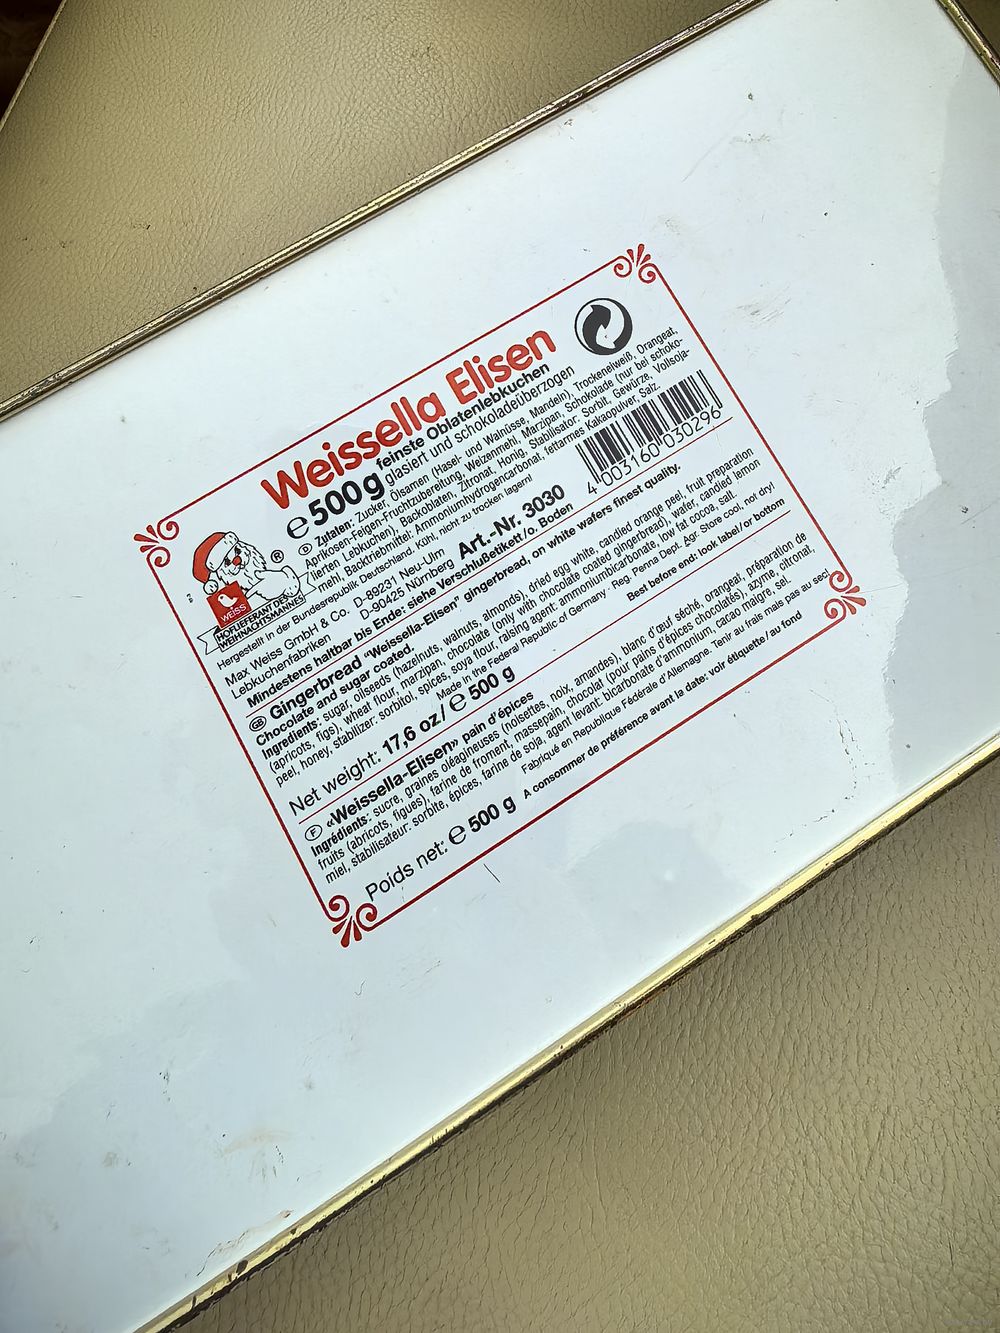 Weissella Elisen
℮ 500g feinste Oblatenlebkuchen
glasiert und schokoladeüberzogen
Ⓓ Zutaten: Zucker, Ölsamen (Hasel- und Walnüsse, Mandeln), Trockeneiweiß, Orangeat,
Aprikosen-Feigen-Fruchtzubereitung, Weizenmehl, Marzipan, Schokolade (nur bei schoko-
lierten Lebkuchen), Backoblaten, Zitronat, Honig, Stabilisator: Sorbit, Gewürze, Vollsoja-
mehl, Backtriebmittel: Ammoniumhydrogencarbonat, fettarmes Kakaopulver, Salz.
Hergestellt in der Bundesrepublik Deutschland. Kühl, nicht zu trocken lagern!
®
WEISS
HOFLIEFERANT DES
WEIHNACHTSMANNES
Max Weiss GmbH & Co. D-89231 Neu-Ulm
Lebkuchenfabriken D-90425 Nürnberg
Art.-Nr. 3030
4 003160 030296
Mindestens haltbar bis Ende: siehe Verschlußetikett/o. Boden
GB Gingerbread "Weissella-Elisen" gingerbread, on white wafers finest quality.
Chocolate and sugar coated.
Ingredients: sugar, oilseeds (hazelnuts, walnuts, almonds), dried egg white, candied orange peel, fruit preparation
(apricots, figs), wheat flour, marzipan, chocolate (only with chocolate coated gingerbread), wafer, candied lemon
peel, honey, stabilizer: sorbitol, spices, soya flour, raising agent: ammoniumbicarbonate, low fat cocoa, salt.
Made in the Federal Republic of Germany · Reg. Penna Dept. Agr. Store cool, not dry!
Net weight: 17,6 oz/ ℮ 500 g
Best before end: look label/or bottom
Ⓕ «Weissella-Elisen» pain d'épices
Ingrédients: sucre, graines oléagineuses (noisettes, noix, amandes), blanc d'œuf séché, orangeat, préparation de
fruits (abricots, figues), farine de froment, massepain, chocolat (pour pains d'épices chocolatés), azyme, citronat,
miel, stabilisateur: sorbite, épices, farine de soja, agent levant: bicarbonate d'ammonium, cacao maigre, sel.
Fabriqué en Republique Fédérale d'Allemagne. Tenir au frais mais pas au sec!
Poids net: ℮ 500 g
A consommer de préférence avant la date: voir étiquette/au fond